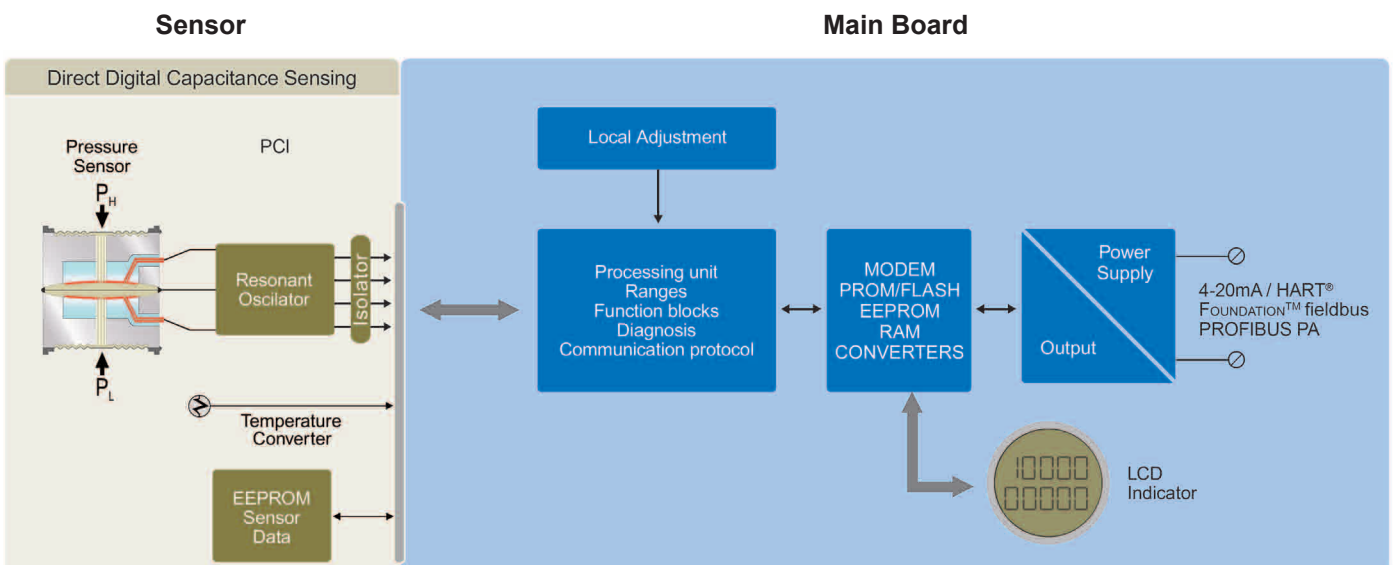 Sensor
Main Board
Direct Digital Capacitance Sensing
Pressure
Sensor
PCI
P_H
P_L
Resonant
Oscilator
Isolator
Temperature
Converter
EEPROM
Sensor
Data
Local Adjustment
Processing unit
Ranges
Function blocks
Diagnosis
Communication protocol
MODEM
PROM/FLASH
EEPROM
RAM
CONVERTERS
Power
Supply
Output
4-20mA / HART®
FOUNDATION™ fieldbus
PROFIBUS PA
10000
00000
LCD
Indicator